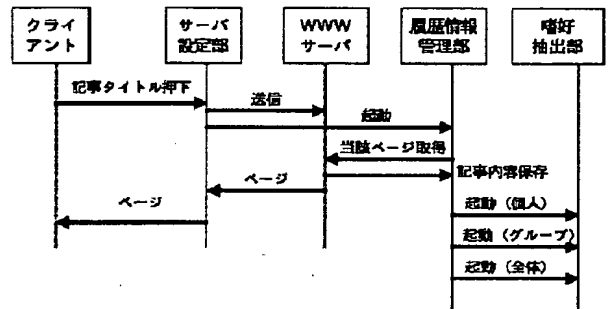 クライ
アント
サーバ
設定部
WWW
サーバ
履歴情報
管理部
嗜好
抽出部
記事タイトル押下
送信
起動
当該ページ取得
記事内容保存
ページ
ページ
起動（個人）
起動（グループ）
起動（全体）